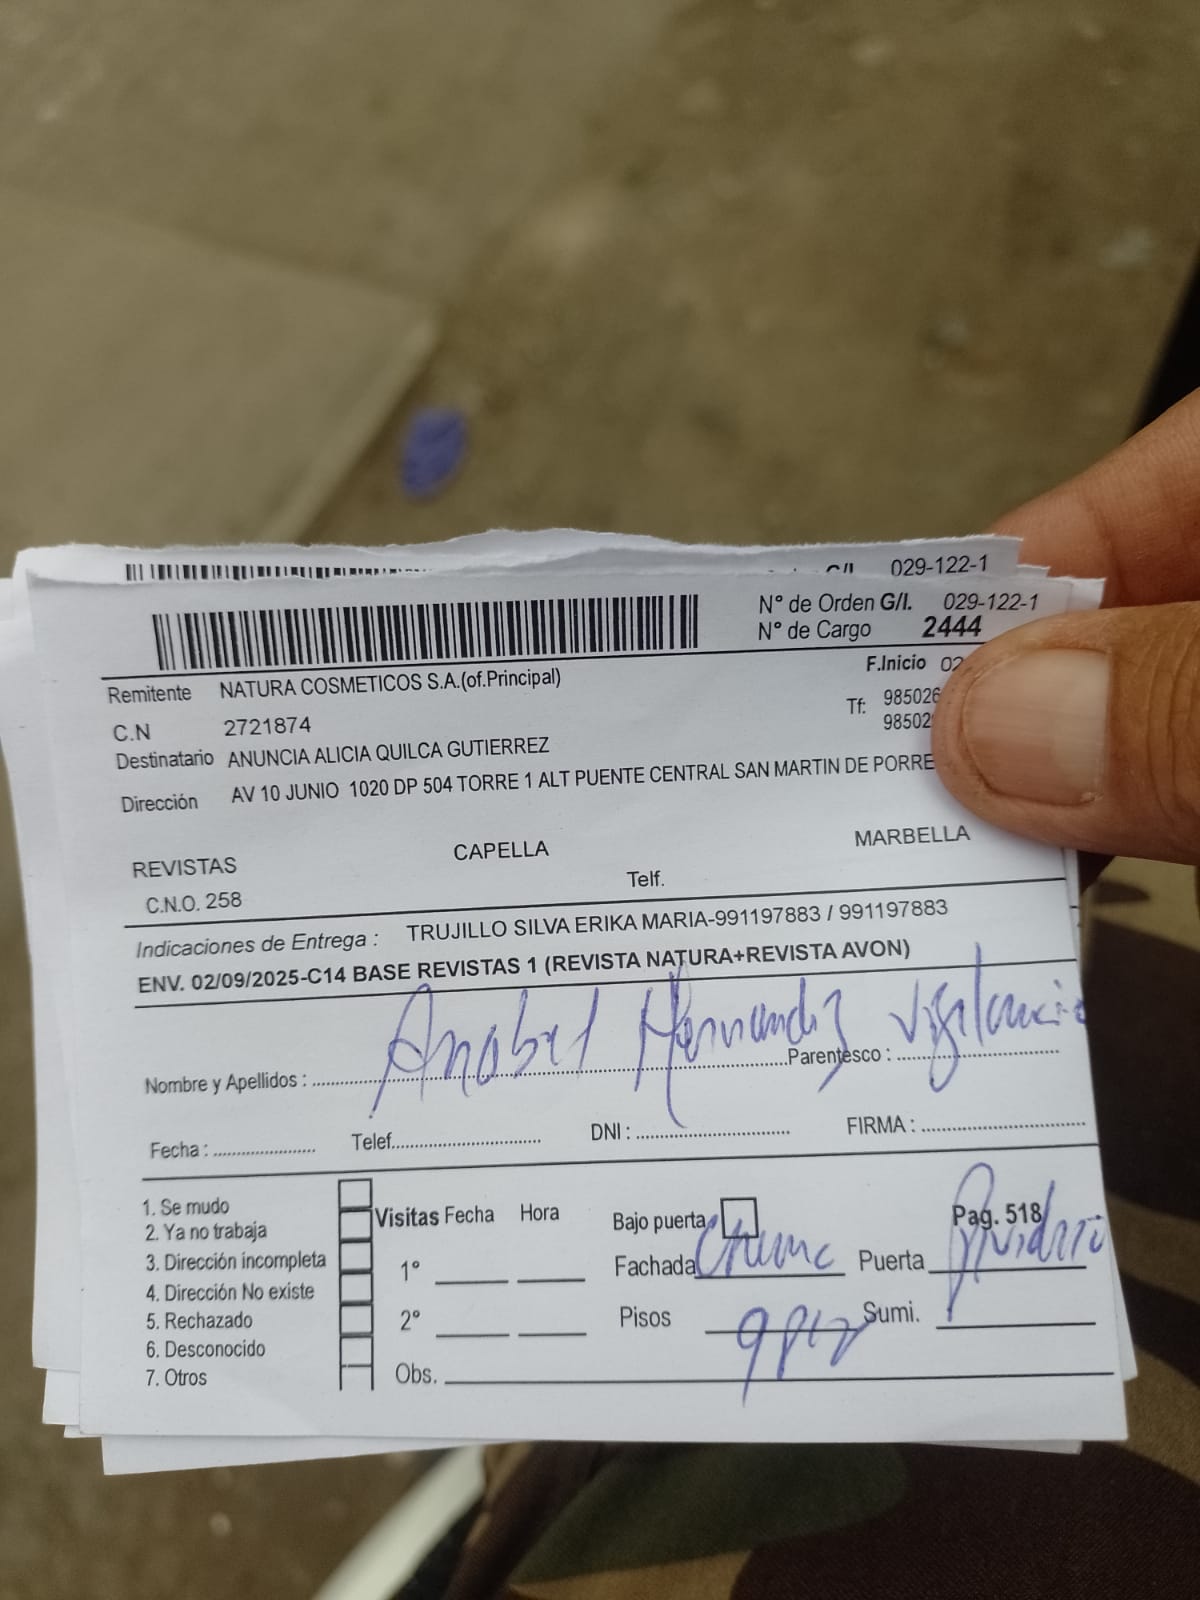 029-122-1
N° de Orden G/I. 029-122-1
N° de Cargo 2444
F.Inicio 02
Remitente NATURA COSMETICOS S.A.(of.Principal)
C.N 2721874
Tf: 985026
98502
Destinatario ANUNCIA ALICIA QUILCA GUTIERREZ
Dirección AV 10 JUNIO 1020 DP 504 TORRE 1 ALT PUENTE CENTRAL SAN MARTIN DE PORRE
REVISTAS CAPELLA MARBELLA
C.N.O. 258 Telf.
Indicaciones de Entrega : TRUJILLO SILVA ERIKA MARIA-991197883 / 991197883
ENV. 02/09/2025-C14 BASE REVISTAS 1 (REVISTA NATURA+REVISTA AVON)
Nombre y Apellidos : Anabel Hernandez Parentesco : Vigilancia
Fecha : Telef. DNI : FIRMA :
1. Se mudo
2. Ya no trabaja
3. Dirección incompleta
4. Dirección No existe
5. Rechazado
6. Desconocido
7. Otros
Visitas Fecha Hora
1°
2°
Obs.
Bajo puerta Pag. 518
Fachada Crema Puerta
Pisos Sumi.